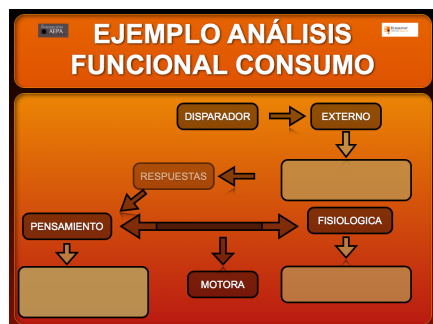 EJEMPLO ANÁLISIS
FUNCIONAL CONSUMO
DISPARADOR
EXTERNO
RESPUESTAS
PENSAMIENTO
FISIOLOGICA
MOTORA